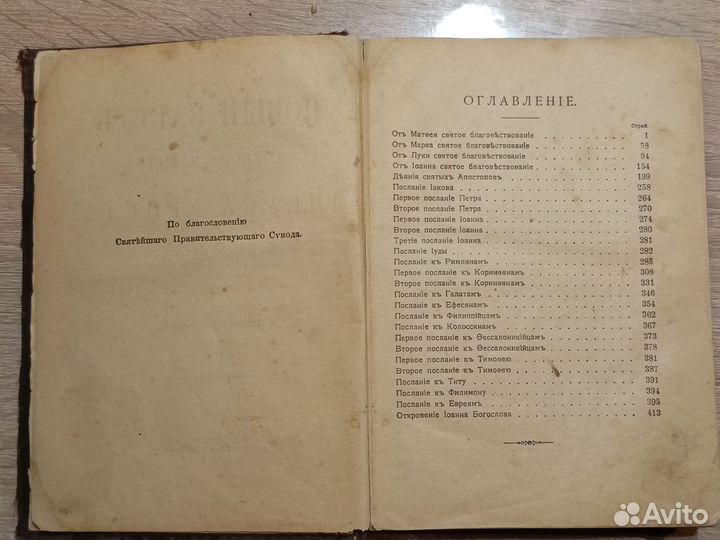 По благословенію
Святѣйшаго Правительствующаго Сѵнода.
ОГЛАВЛЕНІЕ.
Стран.
Отъ Матѳея святое благовѣствованіе 1
Отъ Марка святое благовѣствованіе 58
Отъ Луки святое благовѣствованіе 94
Отъ Іоанна святое благовѣствованіе 154
Дѣянія святыхъ Апостоловъ 199
Посланіе Іакова 258
Первое посланіе Петра 264
Второе посланіе Петра 270
Первое посланіе Іоанна 274
Второе посланіе Іоанна 280
Третіе посланіе Іоанна 281
Посланіе Іуды 282
Посланіе къ Римлянамъ 285
Первое посланіе къ Коринѳянамъ 308
Второе посланіе къ Коринѳянамъ 331
Посланіе къ Галатамъ 346
Посланіе къ Ефесянамъ 354
Посланіе къ Филиппійцамъ 362
Посланіе къ Колоссянамъ 367
Первое посланіе къ Ѳессалоникійцамъ 373
Второе посланіе къ Ѳессалоникійцамъ 378
Первое посланіе къ Тимоѳею 381
Второе посланіе къ Тимоѳею 387
Посланіе къ Титу 391
Посланіе къ Филимону 394
Посланіе къ Евреямъ 395
Откровеніе Іоанна Богослова 413
Avito